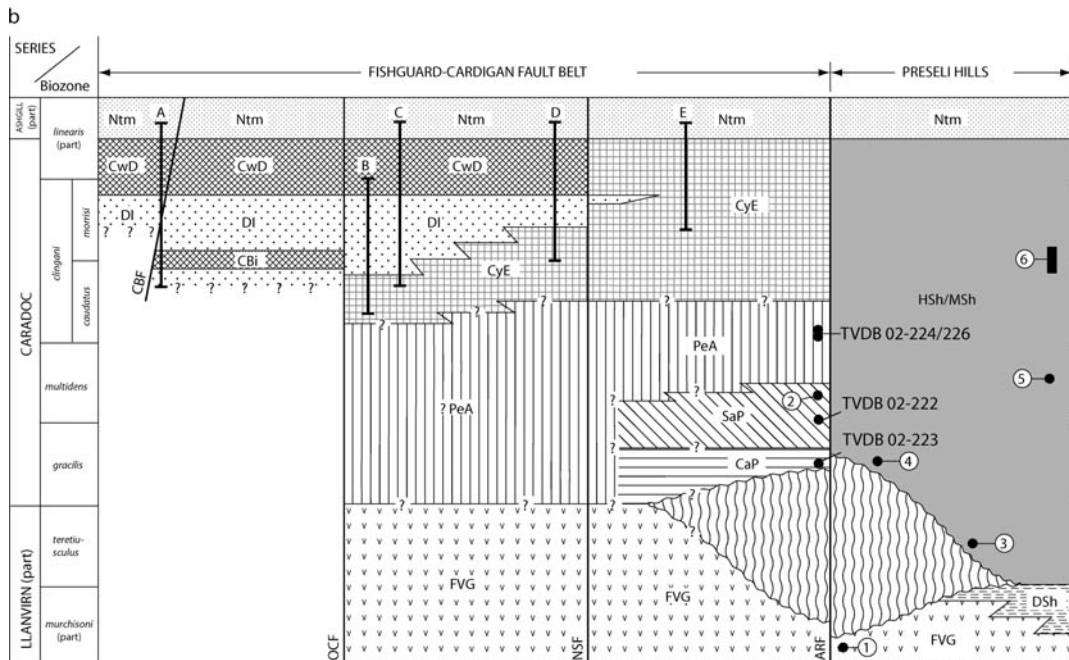 b
SERIES
Biozone
FISHGUARD-CARDIGAN FAULT BELT
PRESELI HILLS
ASHGILL (part)
CARADOC
LLANVIRN (part)
linearis (part)
clingani
morrisi
caudatus
multidens
gracilis
teretiu-
sculus
murchisoni
(part)
Ntm A Ntm C Ntm D E Ntm Ntm
CwD CwD B CwD
CyE
DI DI DI
? ? ?
CBi
CBF
? ? ? ? ?
CyE
6
HSh/MSh
? ? ? ? ?
TVDB 02-224/226
PeA
5
? PeA
? ?
2
SaP
TVDB 02-222
? ?
TVDB 02-223
CaP
4
? ? ?
?
3
FVG
FVG
DSh
FVG
1
OCF
NSF
ARF